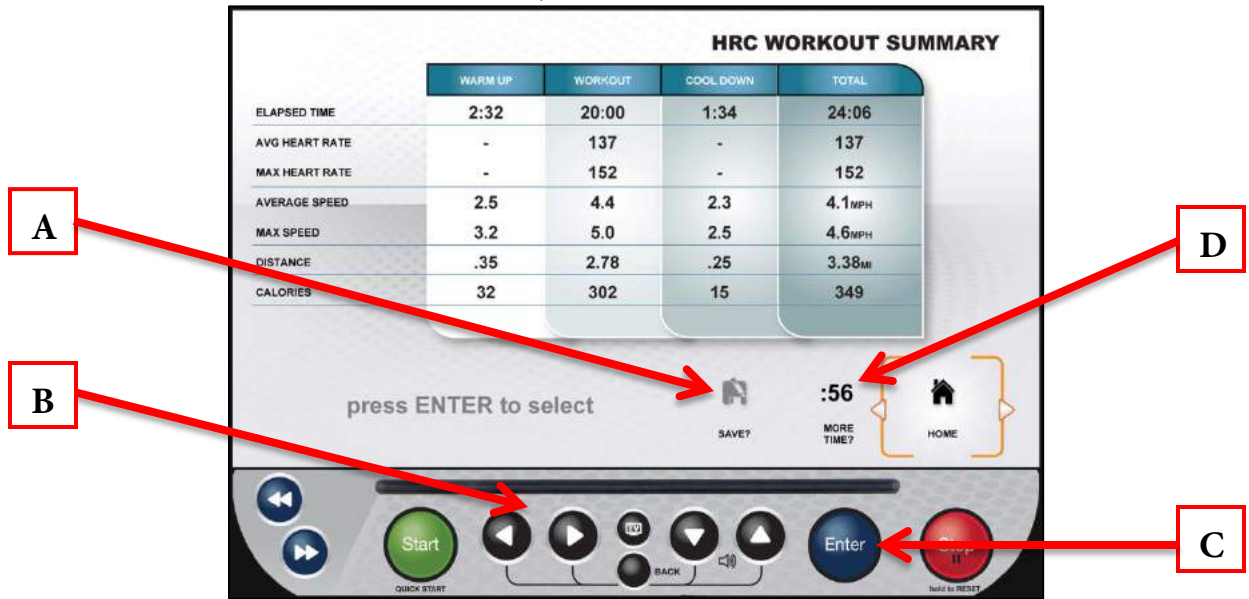 HRC WORKOUT SUMMARY
WARM UP WORKOUT COOL DOWN TOTAL
ELAPSED TIME 2:32 20:00 1:34 24:06
AVG HEART RATE - 137 - 137
MAX HEART RATE - 152 - 152
AVERAGE SPEED 2.5 4.4 2.3 4.1MPH
MAX SPEED 3.2 5.0 2.5 4.6MPH
DISTANCE .35 2.78 .25 3.38MI
CALORIES 32 302 15 349
A
D
B
C
press ENTER to select
SAVE?
:56
MORE
TIME?
HOME
Start
QUICK START
TV
BACK
Enter
Stop
hold to RESET